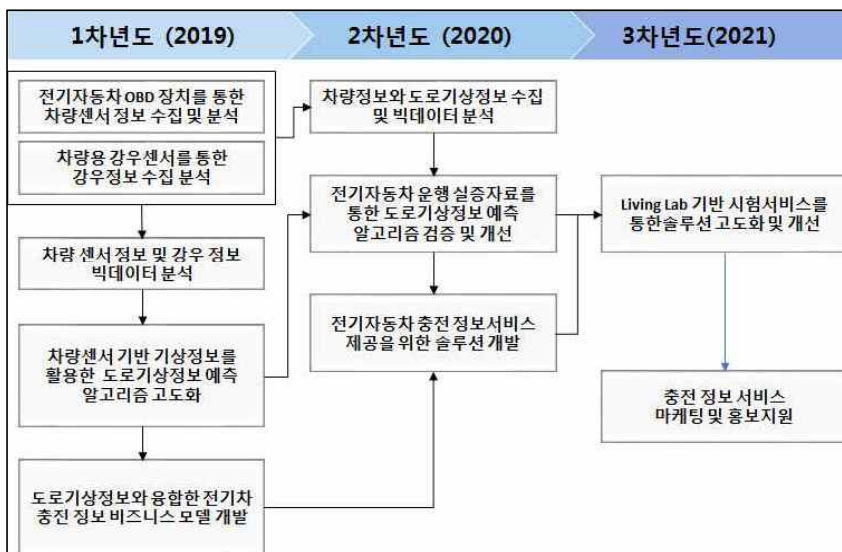 1차년도 (2019)
2차년도 (2020)
3차년도(2021)
전기자동차 OBD 장치를 통한
차량센서 정보 수집 및 분석
차량용 강우센서를 통한
강우정보 수집 분석
차량 센서 정보 및 강우 정보
빅데이터 분석
차량센서 기반 기상정보를
활용한 도로기상정보 예측
알고리즘 고도화
도로기상정보와 융합한 전기차
충전 정보 비즈니스 모델 개발
차량정보와 도로기상정보 수집
및 빅데이터 분석
전기자동차 운행 실증자료를
통한 도로기상정보 예측
알고리즘 검증 및 개선
전기자동차 충전 정보서비스
제공을 위한 솔루션 개발
Living Lab 기반 시험서비스를
통한솔루션 고도화 및 개선
충전 정보 서비스
마케팅 및 홍보지원